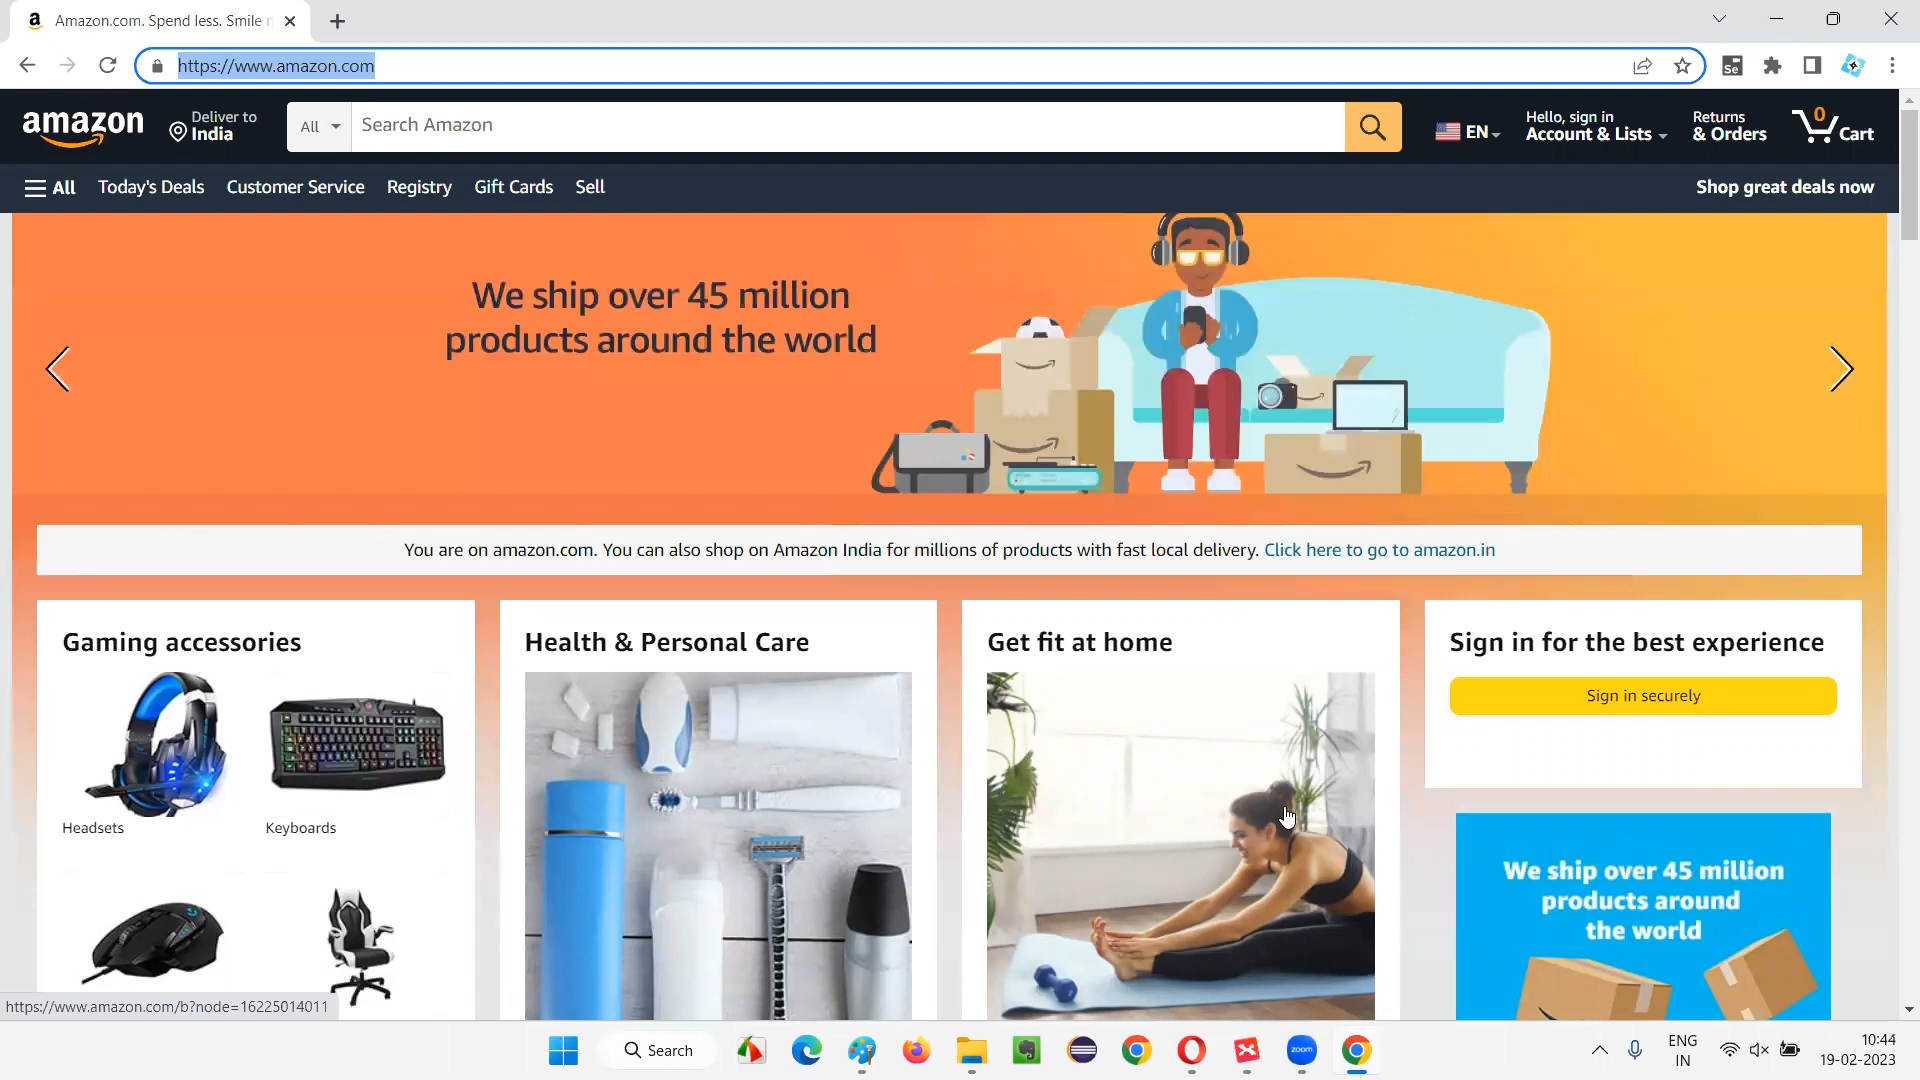 Amazon.com. Spend less. Smile
https://www.amazon.com
Se
amazon
Deliver to
India
All
Search Amazon
EN
Hello, sign in
Account & Lists
Returns
& Orders
0
Cart
All
Today's Deals
Customer Service
Registry
Gift Cards
Sell
Shop great deals now
We ship over 45 million
products around the world
You are on amazon.com. You can also shop on Amazon India for millions of products with fast local delivery. Click here to go to amazon.in
Gaming accessories
Headsets
Keyboards
Health & Personal Care
Get fit at home
Sign in for the best experience
Sign in securely
We ship over 45 million
products around
the world
https://www.amazon.com/b?node=16225014011
Search
zoom
ENG
IN
10:44
19-02-2023